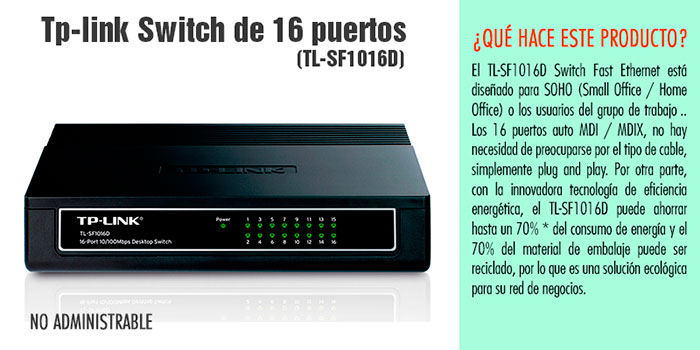 Tp-link Switch de 16 puertos
(TL-SF1016D)
TP-LINK
TP-LINK
TL-SF1016D
16-Port 10/100Mbps Desktop Switch
Power
1 3 5 7 9 11 13 15
2 4 6 8 10 12 14 16
NO ADMINISTRABLE
¿QUÉ HACE ESTE PRODUCTO?
El TL-SF1016D Switch Fast Ethernet está
diseñado para SOHO (Small Office / Home
Office) o los usuarios del grupo de trabajo ..
Los 16 puertos auto MDI / MDIX, no hay
necesidad de preocuparse por el tipo de cable,
simplemente plug and play. Por otra parte,
con la innovadora tecnología de eficiencia
energética, el TL-SF1016D puede ahorrar
hasta un 70% * del consumo de energía y el
70% del material de embalaje puede ser
reciclado, por lo que es una solución ecológica
para su red de negocios.